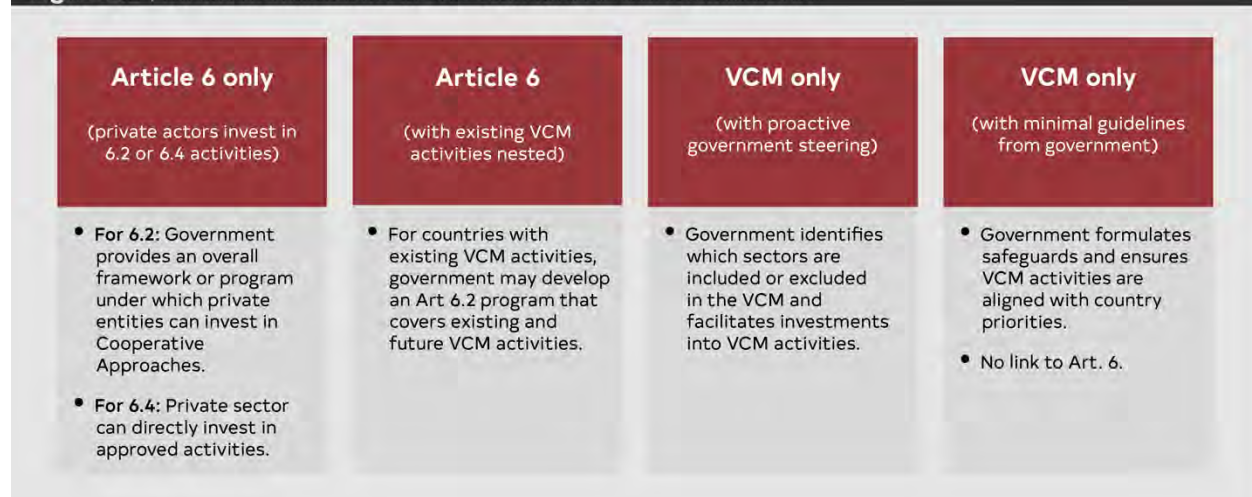 Article 6 only
(private actors invest in
6.2 or 6.4 activities)
• For 6.2: Government
provides an overall
framework or program
under which private
entities can invest in
Cooperative
Approaches.
• For 6.4: Private sector
can directly invest in
approved activities.
Article 6
(with existing VCM
activities nested)
• For countries with
existing VCM activities,
government may develop
an Art 6.2 program that
covers existing and
future VCM activities.
VCM only
(with proactive
government steering)
• Government identifies
which sectors are
included or excluded
in the VCM and
facilitates investments
into VCM activities.
VCM only
(with minimal guidelines
from government)
• Government formulates
safeguards and ensures
VCM activities are
aligned with country
priorities.
• No link to Art. 6.